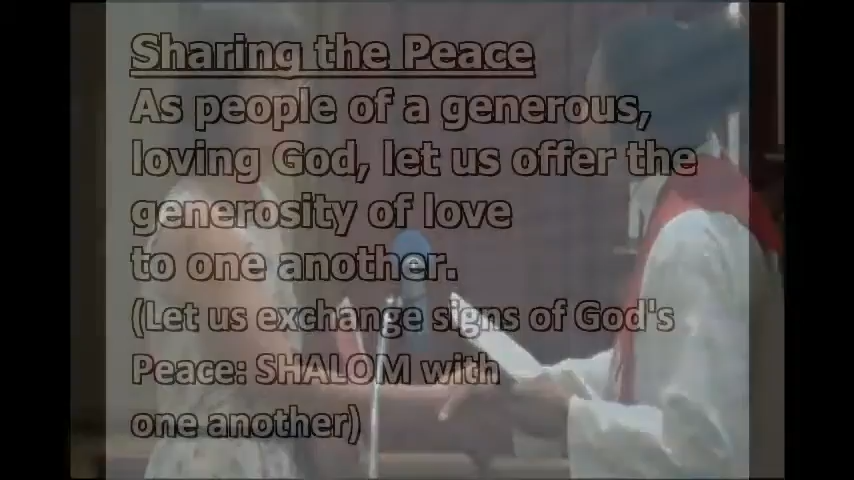 Sharing the Peace
As people of a generous,
loving God, let us offer the
generosity of love
to one another.
(Let us exchange signs of God's
Peace: SHALOM with
one another)